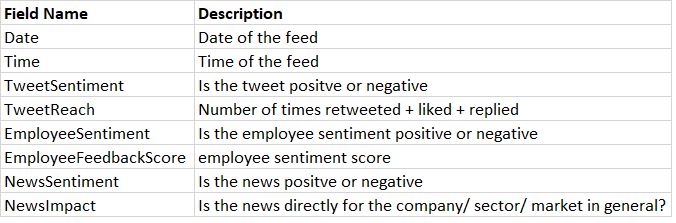 Field Name Description
Date Date of the feed
Time Time of the feed
TweetSentiment Is the tweet positve or negative
TweetReach Number of times retweeted + liked + replied
EmployeeSentiment Is the employee sentiment positive or negative
EmployeeFeedbackScore employee sentiment score
NewsSentiment Is the news positve or negative
NewsImpact Is the news directly for the company/ sector/ market in general?